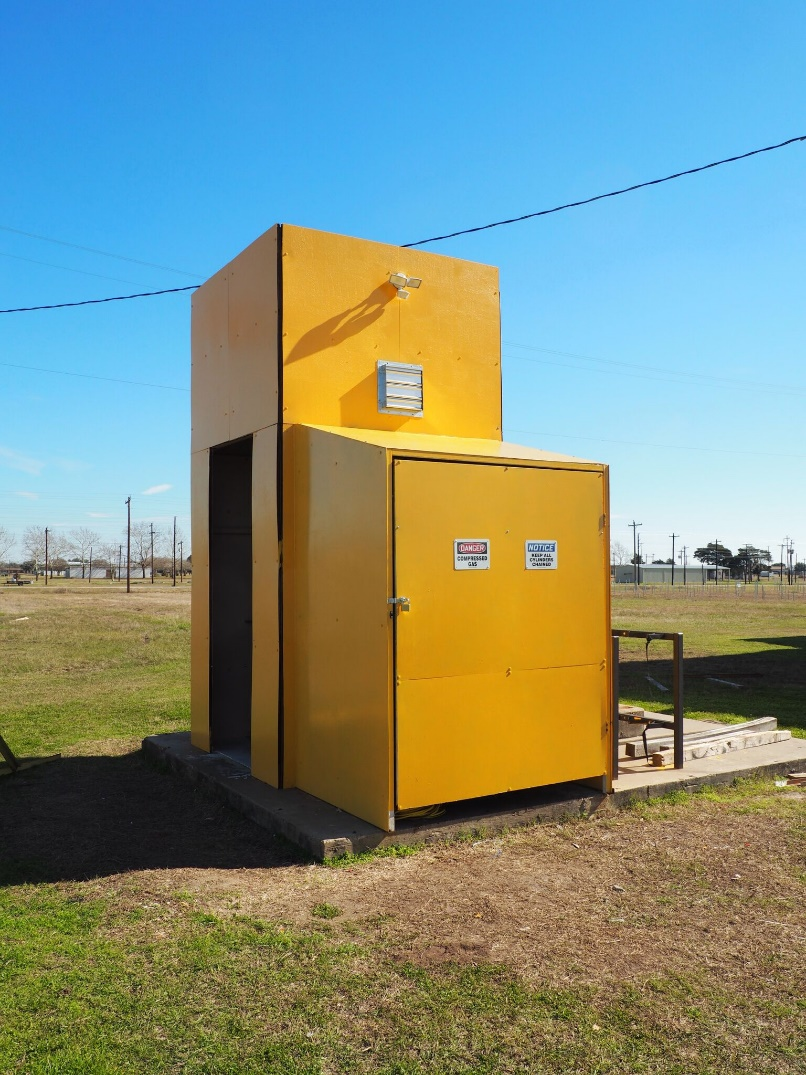 DANGER
COMPRESSED
GAS
NOTICE
KEEP ALL
CYLINDERS
CHAINED